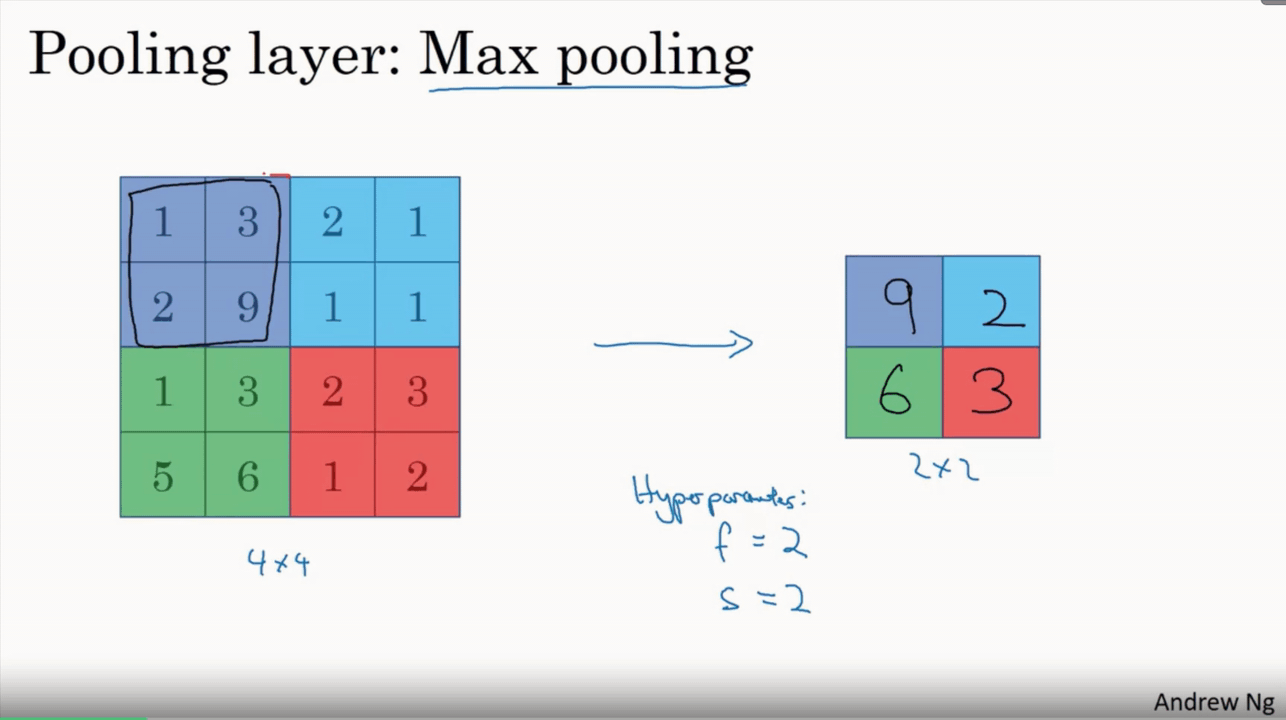 Pooling layer: Max pooling
1 3 2 1
2 9 1 1
1 3 2 3
5 6 1 2
4×4
9 2
6 3
2×2
Hyperparameters:
f = 2
s = 2
Andrew Ng